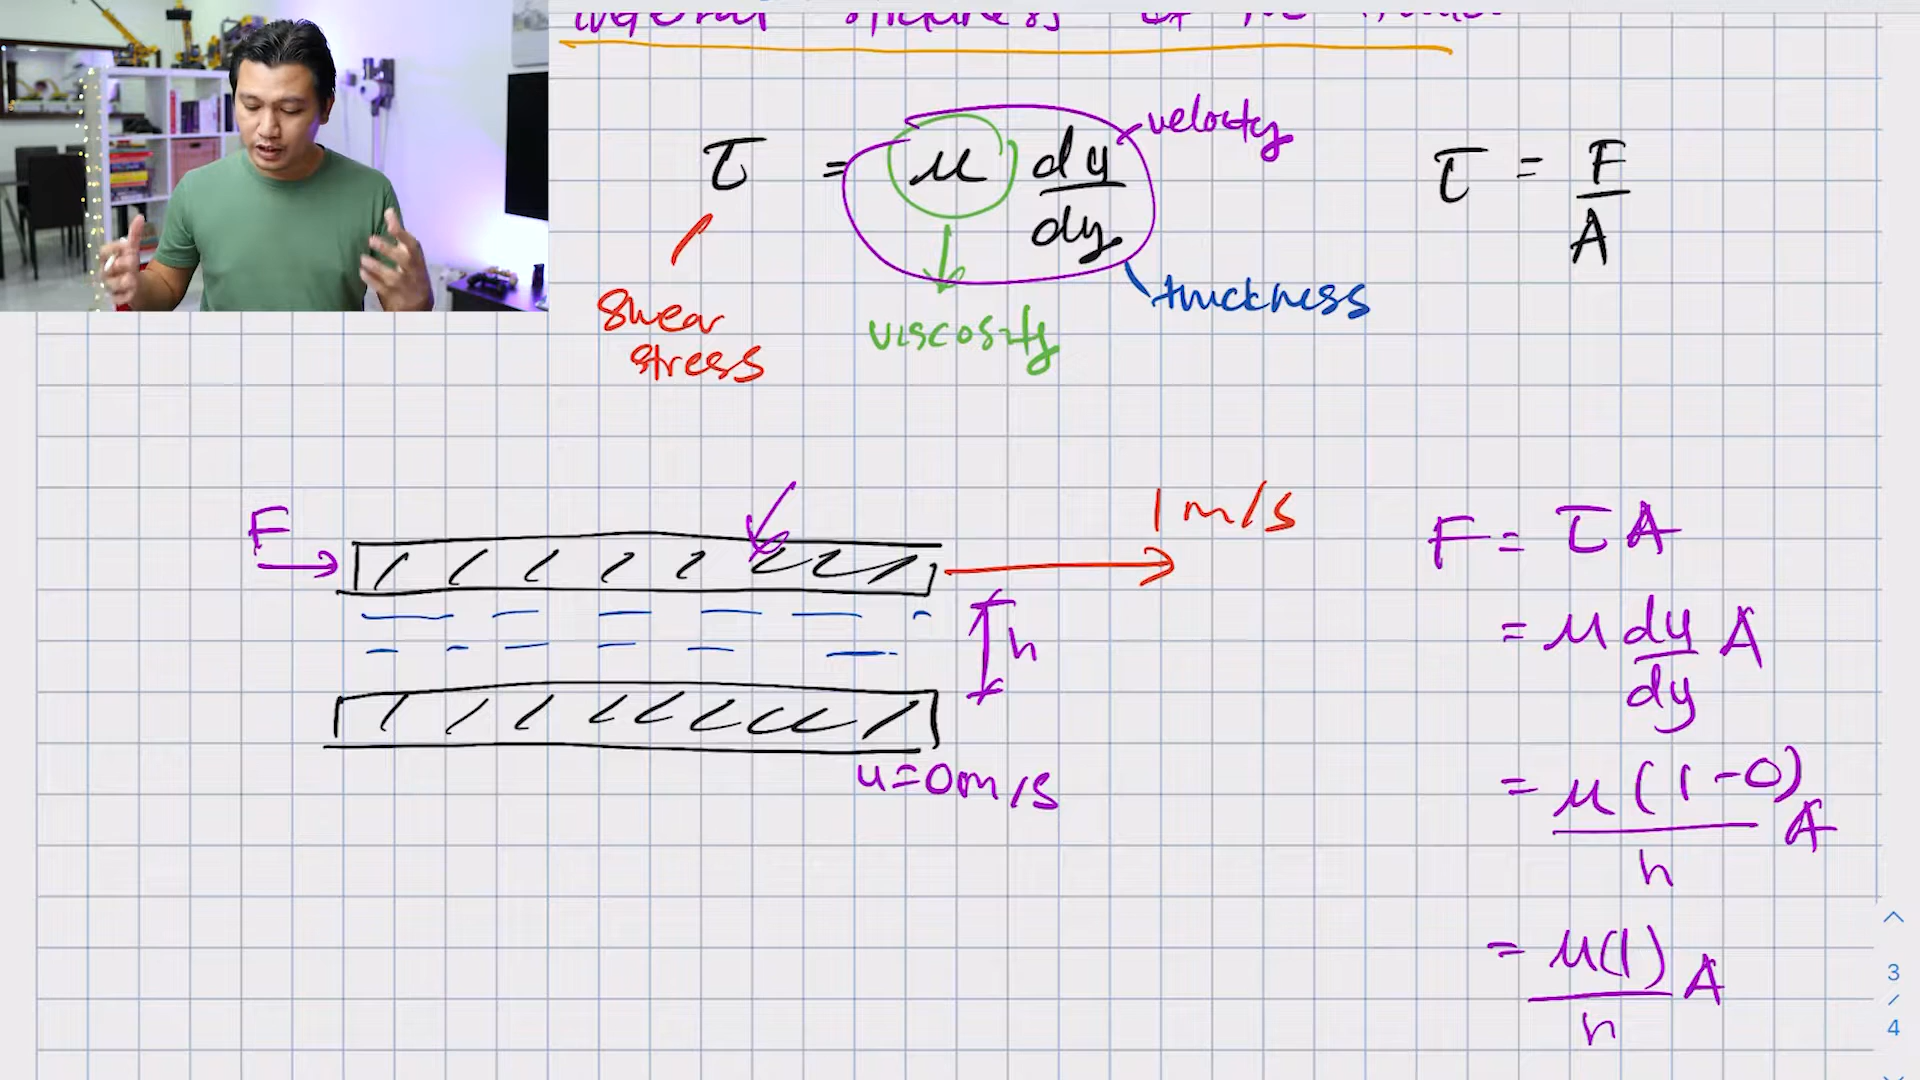 τ = μ dy/dy
velocity
thickness
viscosity
shear
stress
τ = F/A
F
1 m/s
h
u=0m/s
F = τA
= μ dy/dy A
= μ(1-0)/h A
= μ(1)/h A
3
/
4